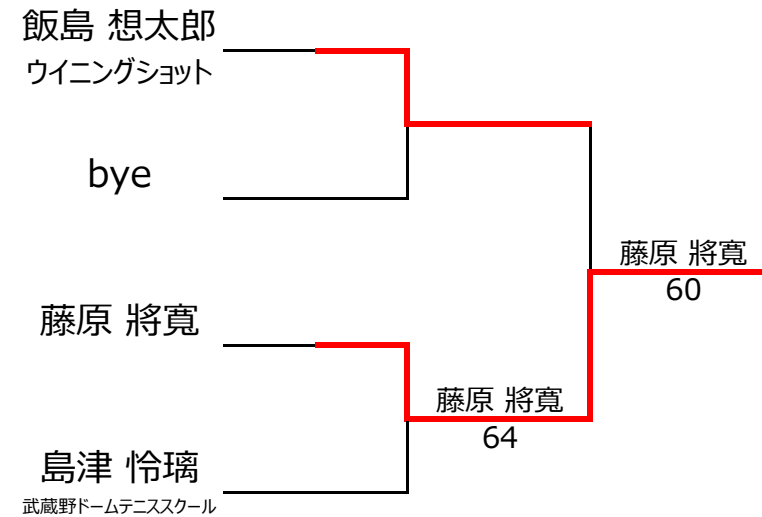 飯島 想太郎
ウイニングショット
bye
藤原 將寛
60
藤原 將寛
藤原 將寛
64
島津 怜璃
武蔵野ドームテニススクール